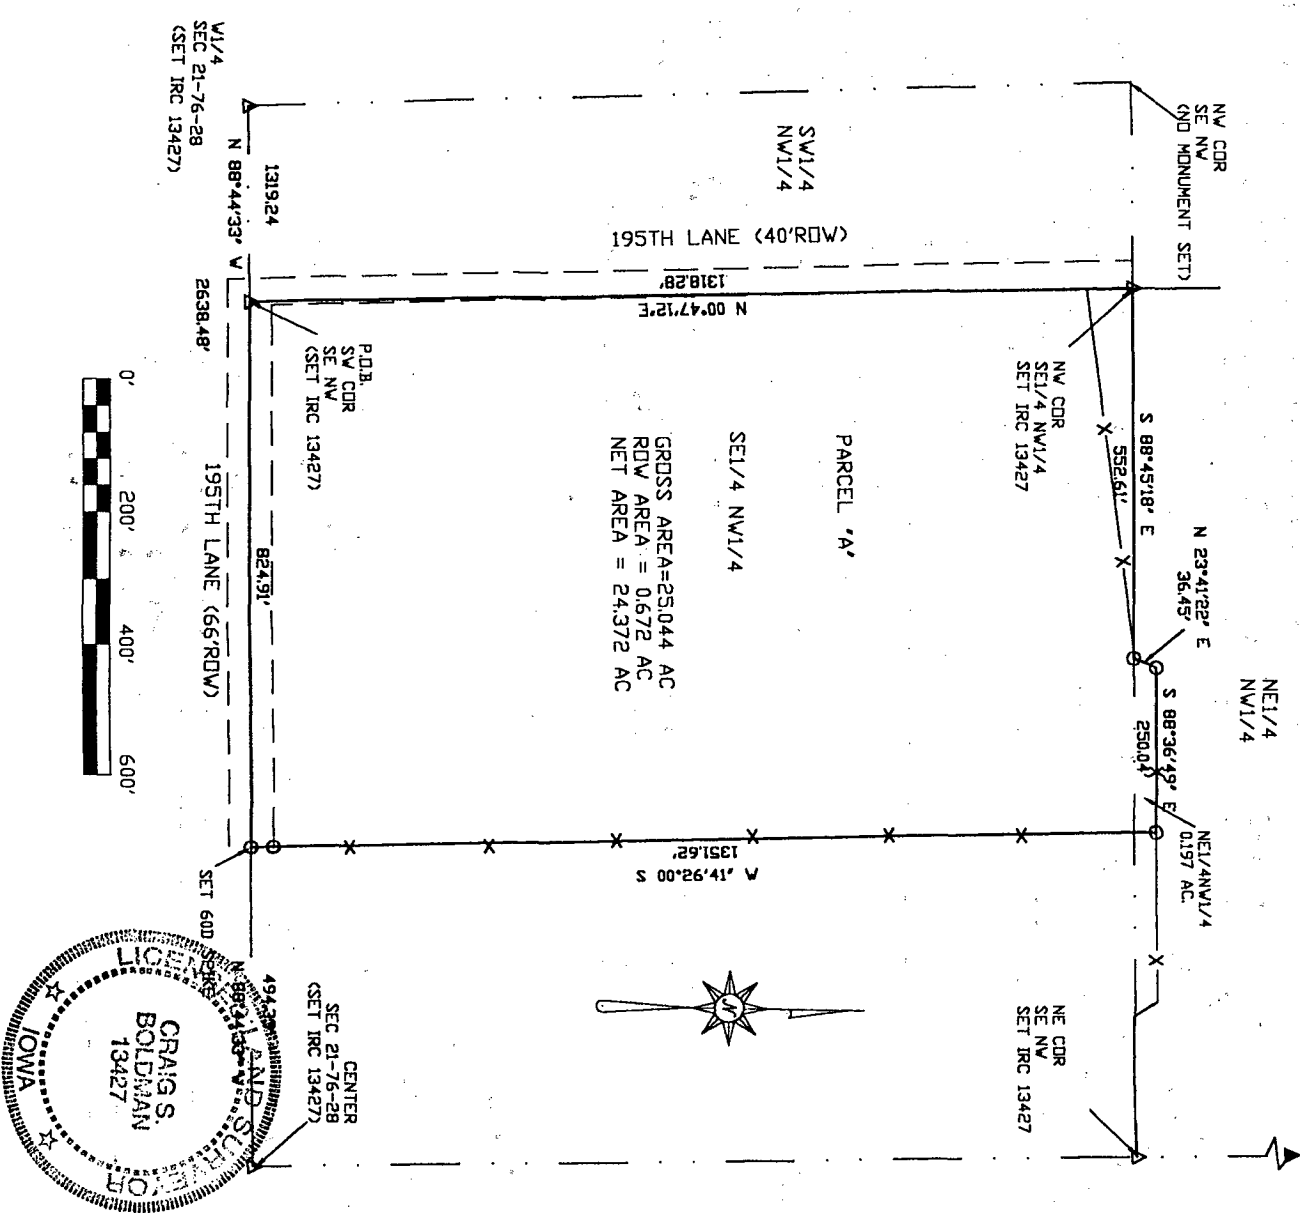 NW COR
SE NW
(NO MONUMENT SET)
W1/4
SEC 21-76-28
(SET IRC 13427)
SW1/4
NW1/4
1319.24
N 88°44'33" W
2638.48'
195TH LANE (40'ROW)
1318.28'
N 00°47'12"E
P.O.B.
SW COR
SE NW
(SET IRC 13427)
NW COR
SE1/4 NW1/4
SET IRC 13427
S 88°45'18" E
552.61'
N 23°41'22" E
36.45'
NE1/4
NW1/4
S 88°36'49" E
250.04'
NE1/4NW1/4
0.197 AC.
PARCEL "A"
SE1/4 NW1/4
GROSS AREA=25.044 AC
ROW AREA = 0.672 AC
NET AREA = 24.372 AC
824.91'
195TH LANE (66'ROW)
0'
200'
400'
600'
1351.62'
S 00°26'41" W
SET 60D SPIKE
N
NE COR
SE NW
SET IRC 13427
CENTER
SEC 21-76-28
(SET IRC 13427)
LICENSED LAND SURVEYOR
CRAIG S.
BOLDMAN
13427
IOWA